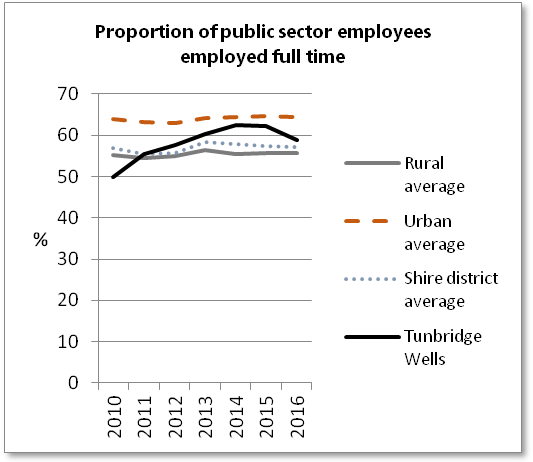 Proportion of public sector employees
employed full time
70
60
50
40
30
20
10
0
%
2010
2011
2012
2013
2014
2015
2016
Rural
average
Urban
average
Shire district
average
Tunbridge
Wells